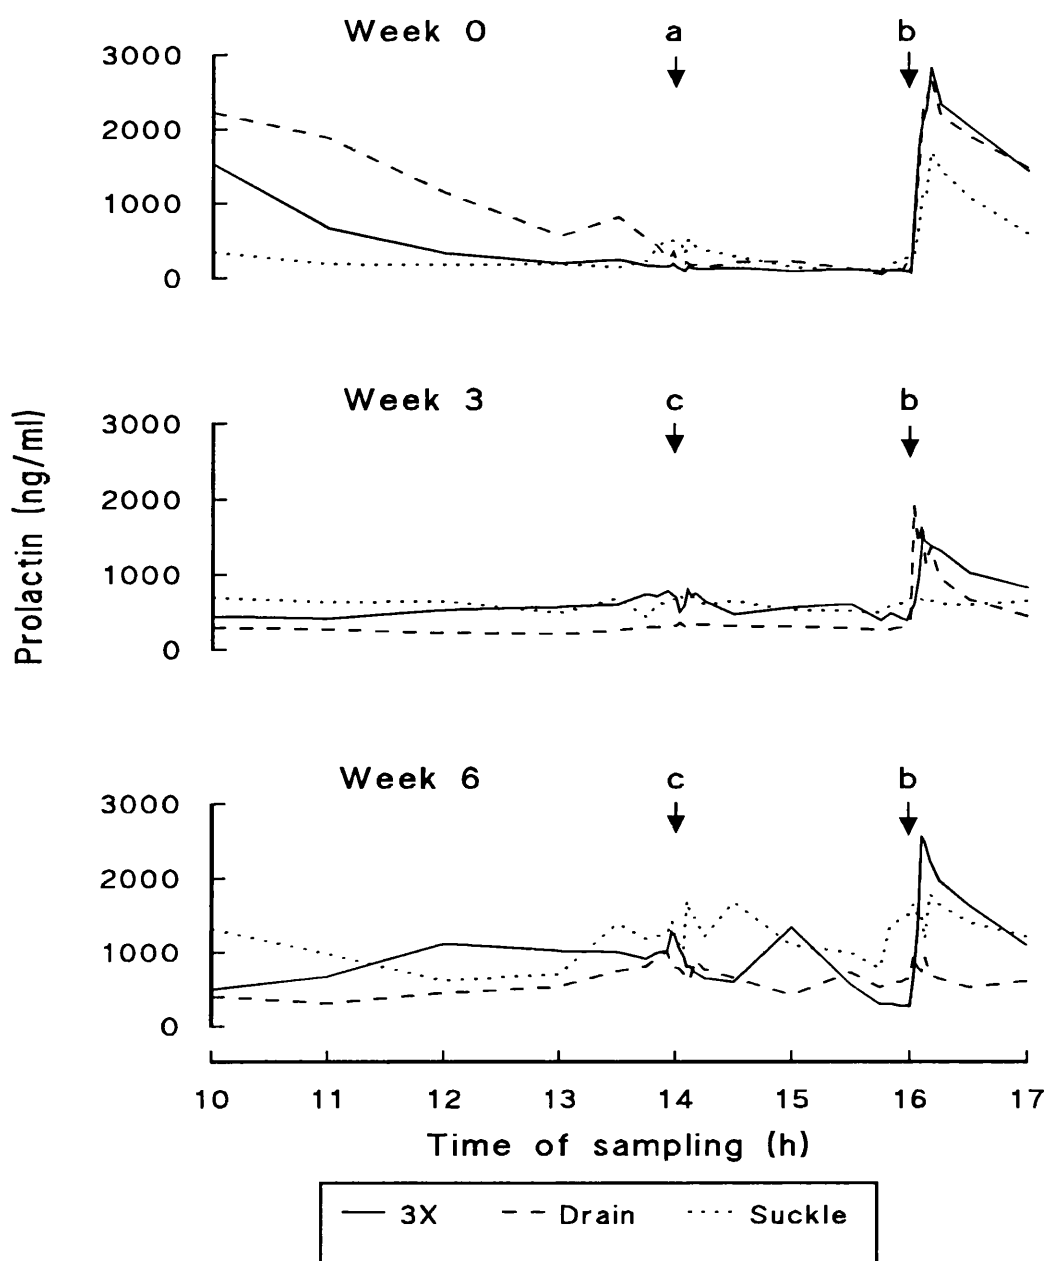 Week 0 a b
3000
2000
1000
0
Week 3 c b
3000
2000
1000
0
Prolactin (ng/ml)
Week 6 c b
3000
2000
1000
0
10 11 12 13 14 15 16 17
Time of sampling (h)
3X Drain Suckle